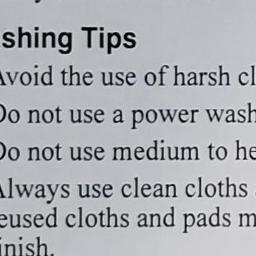 shing Tips
Avoid the use of harsh cl
Do not use a power wash
Do not use medium to he
Always use clean cloths
eused cloths and pads m
inish.